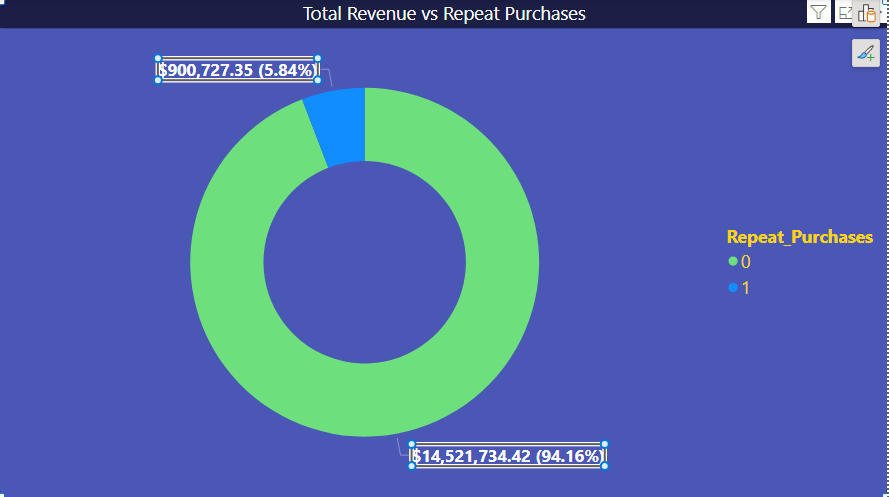 Total Revenue vs Repeat Purchases
$900,727.35 (5.84%)
Repeat_Purchases
0
1
$14,521,734.42 (94.16%)